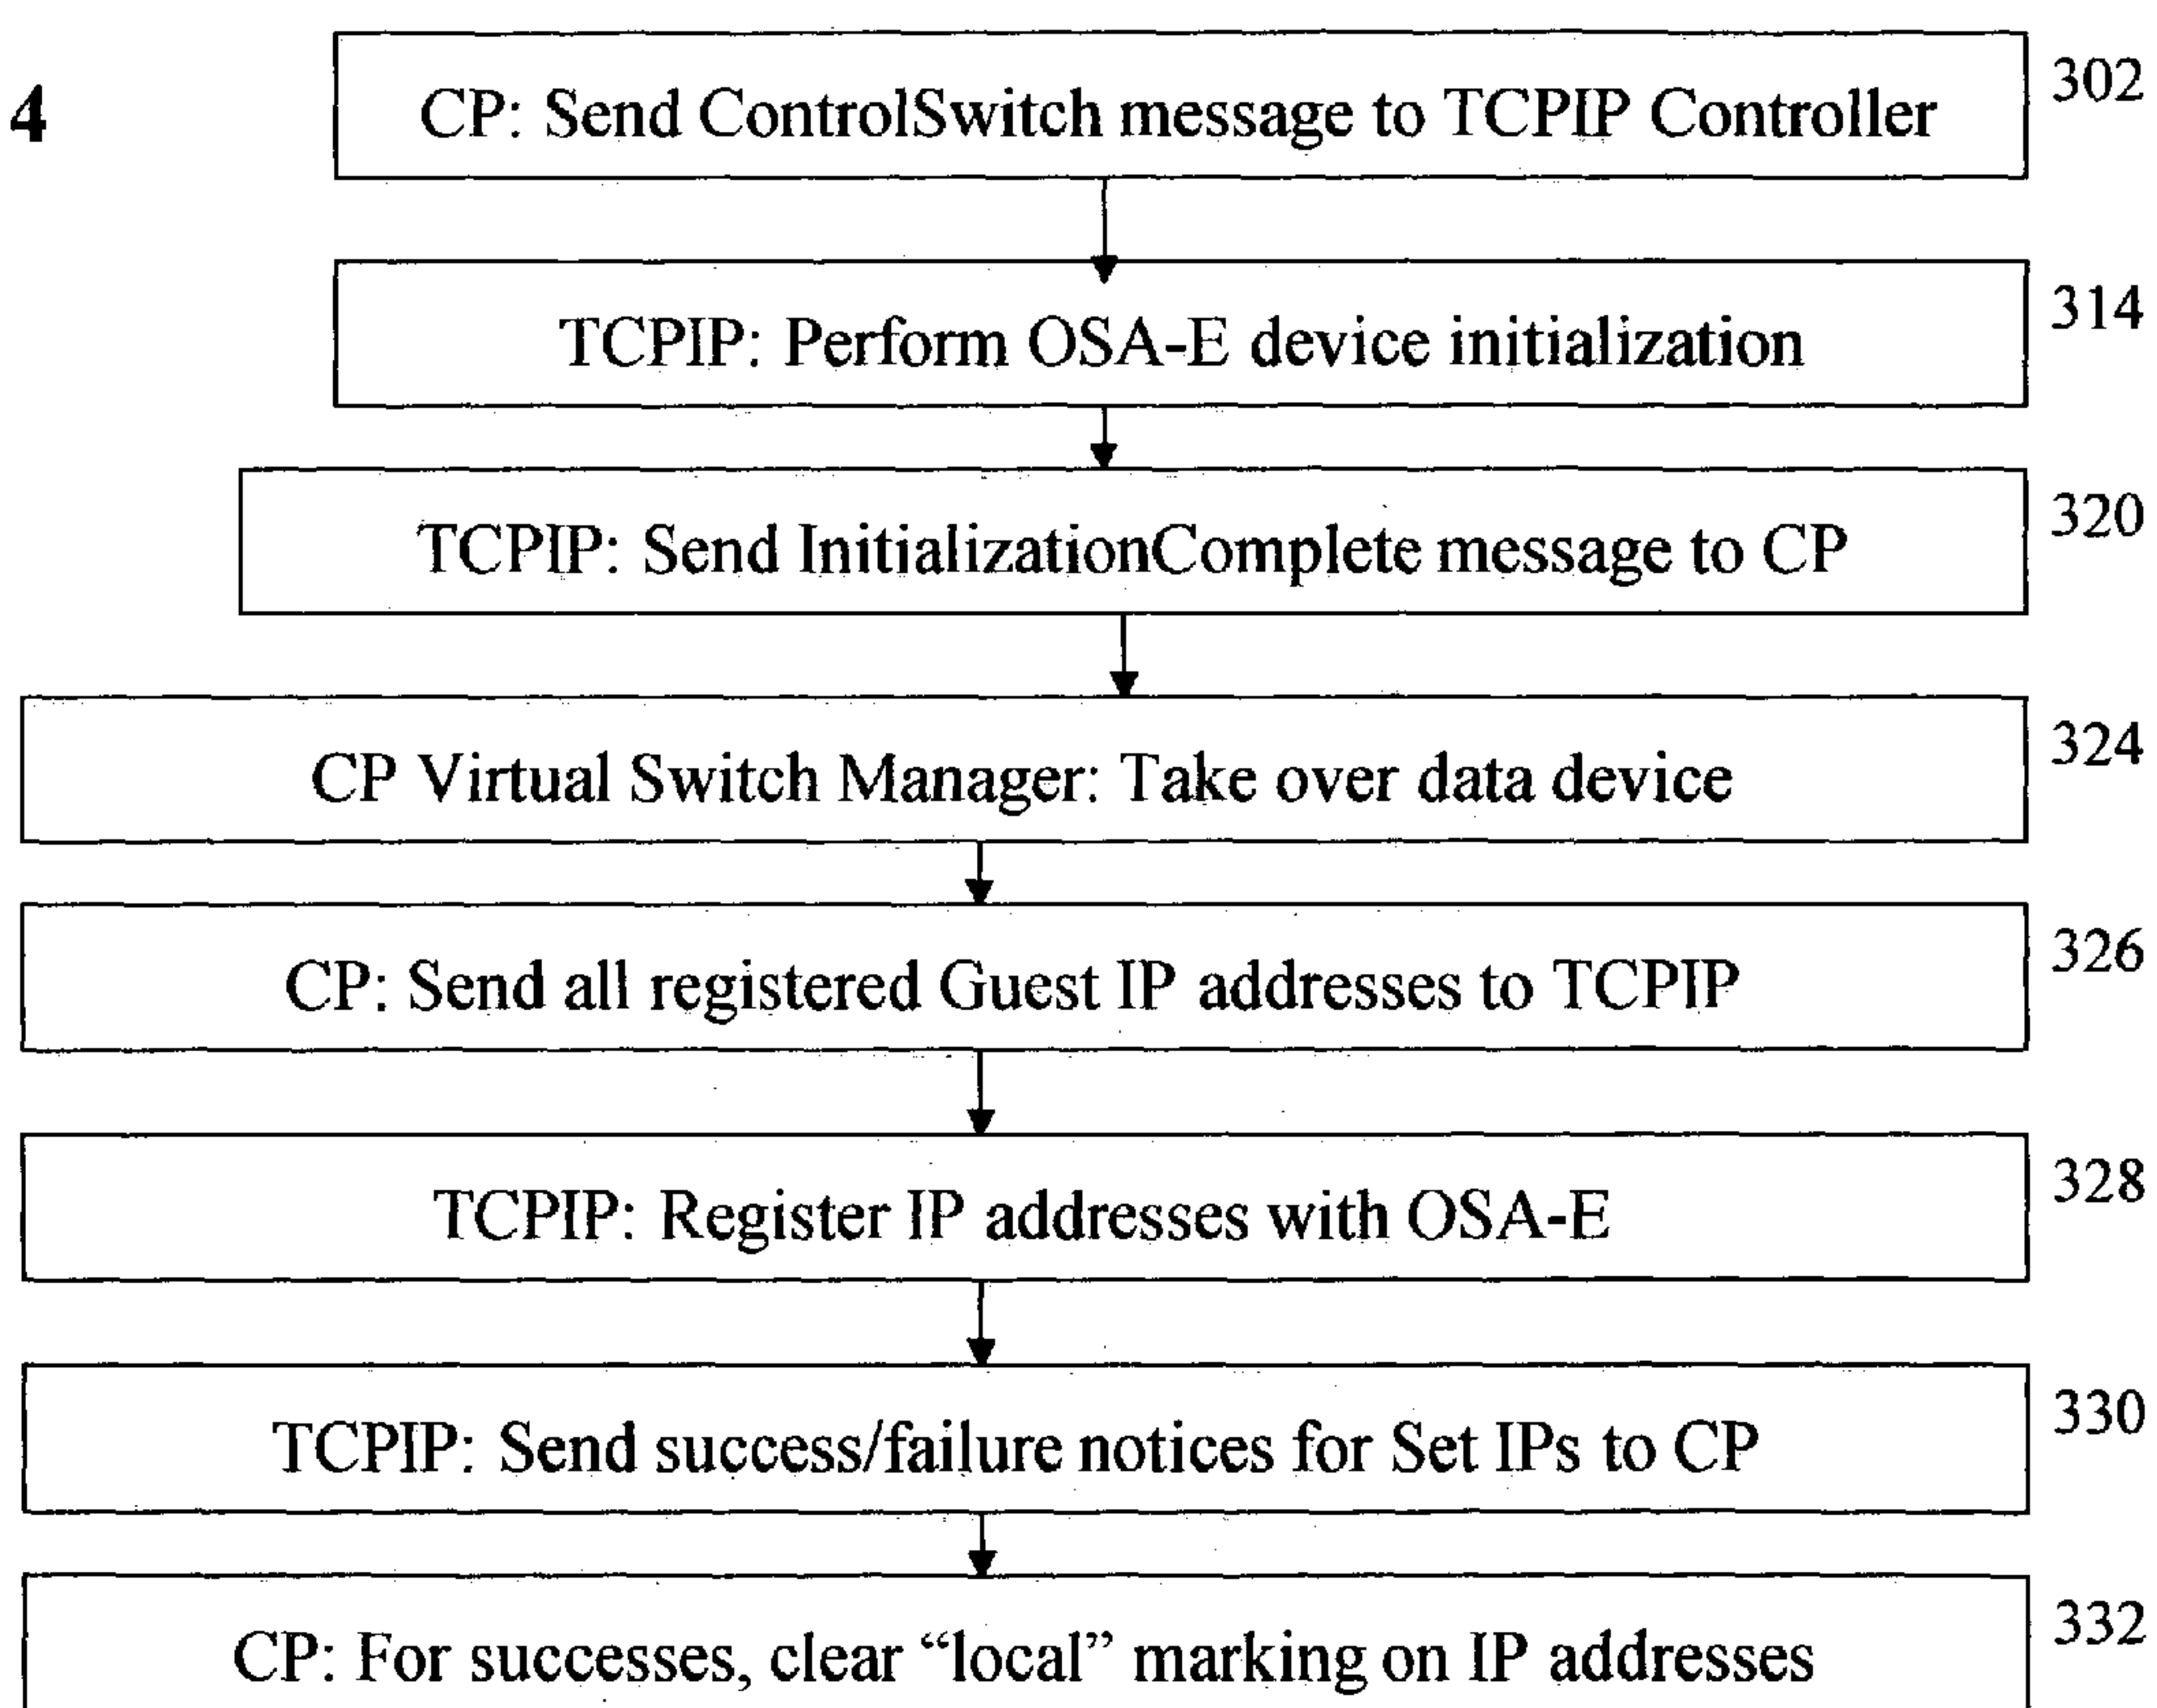 4
CP: Send ControlSwitch message to TCPIP Controller
302
TCPIP: Perform OSA-E device initialization
314
TCPIP: Send InitializationComplete message to CP
320
CP Virtual Switch Manager: Take over data device
324
CP: Send all registered Guest IP addresses to TCPIP
326
TCPIP: Register IP addresses with OSA-E
328
TCPIP: Send success/failure notices for Set IPs to CP
330
CP: For successes, clear “local” marking on IP addresses
332